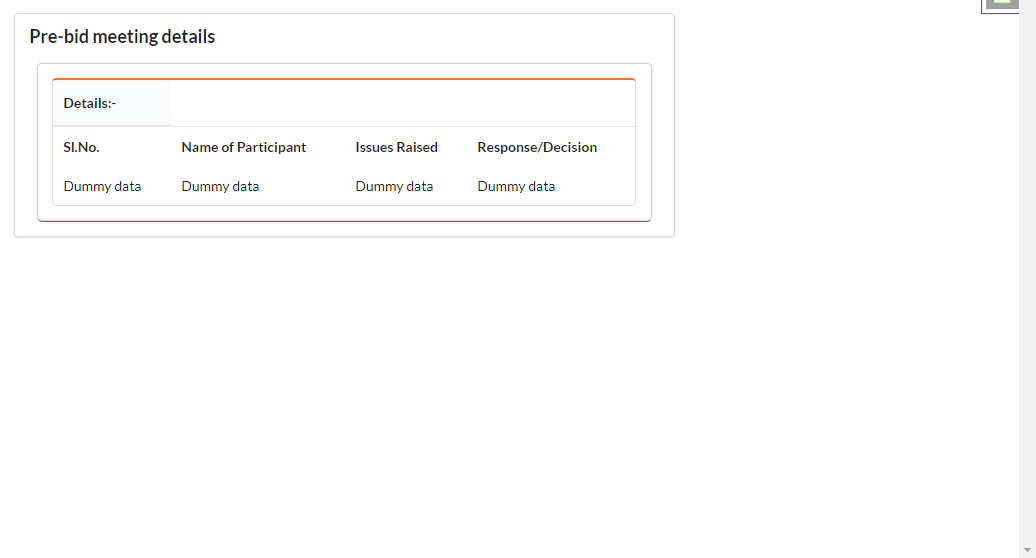 Pre-bid meeting details
Details:-
Sl.No. Name of Participant Issues Raised Response/Decision
Dummy data Dummy data Dummy data Dummy data